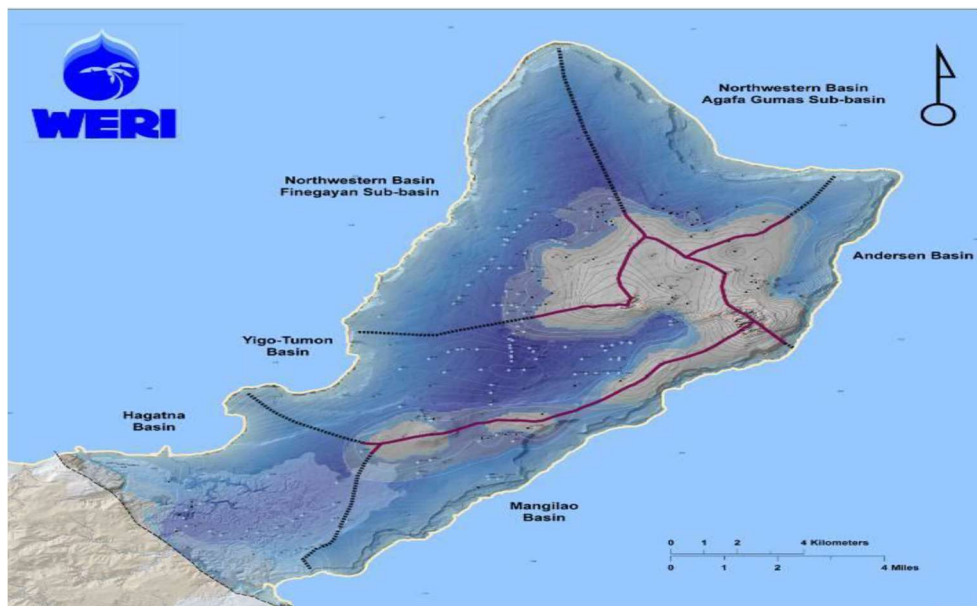 WERI
Northwestern Basin
Agafa Gumas Sub-basin
Northwestern Basin
Finegayan Sub-basin
Andersen Basin
Yigo-Tumon
Basin
Hagatna
Basin
Mangilao
Basin
0 1 2 4 Kilometers
0 1 2 4 Miles